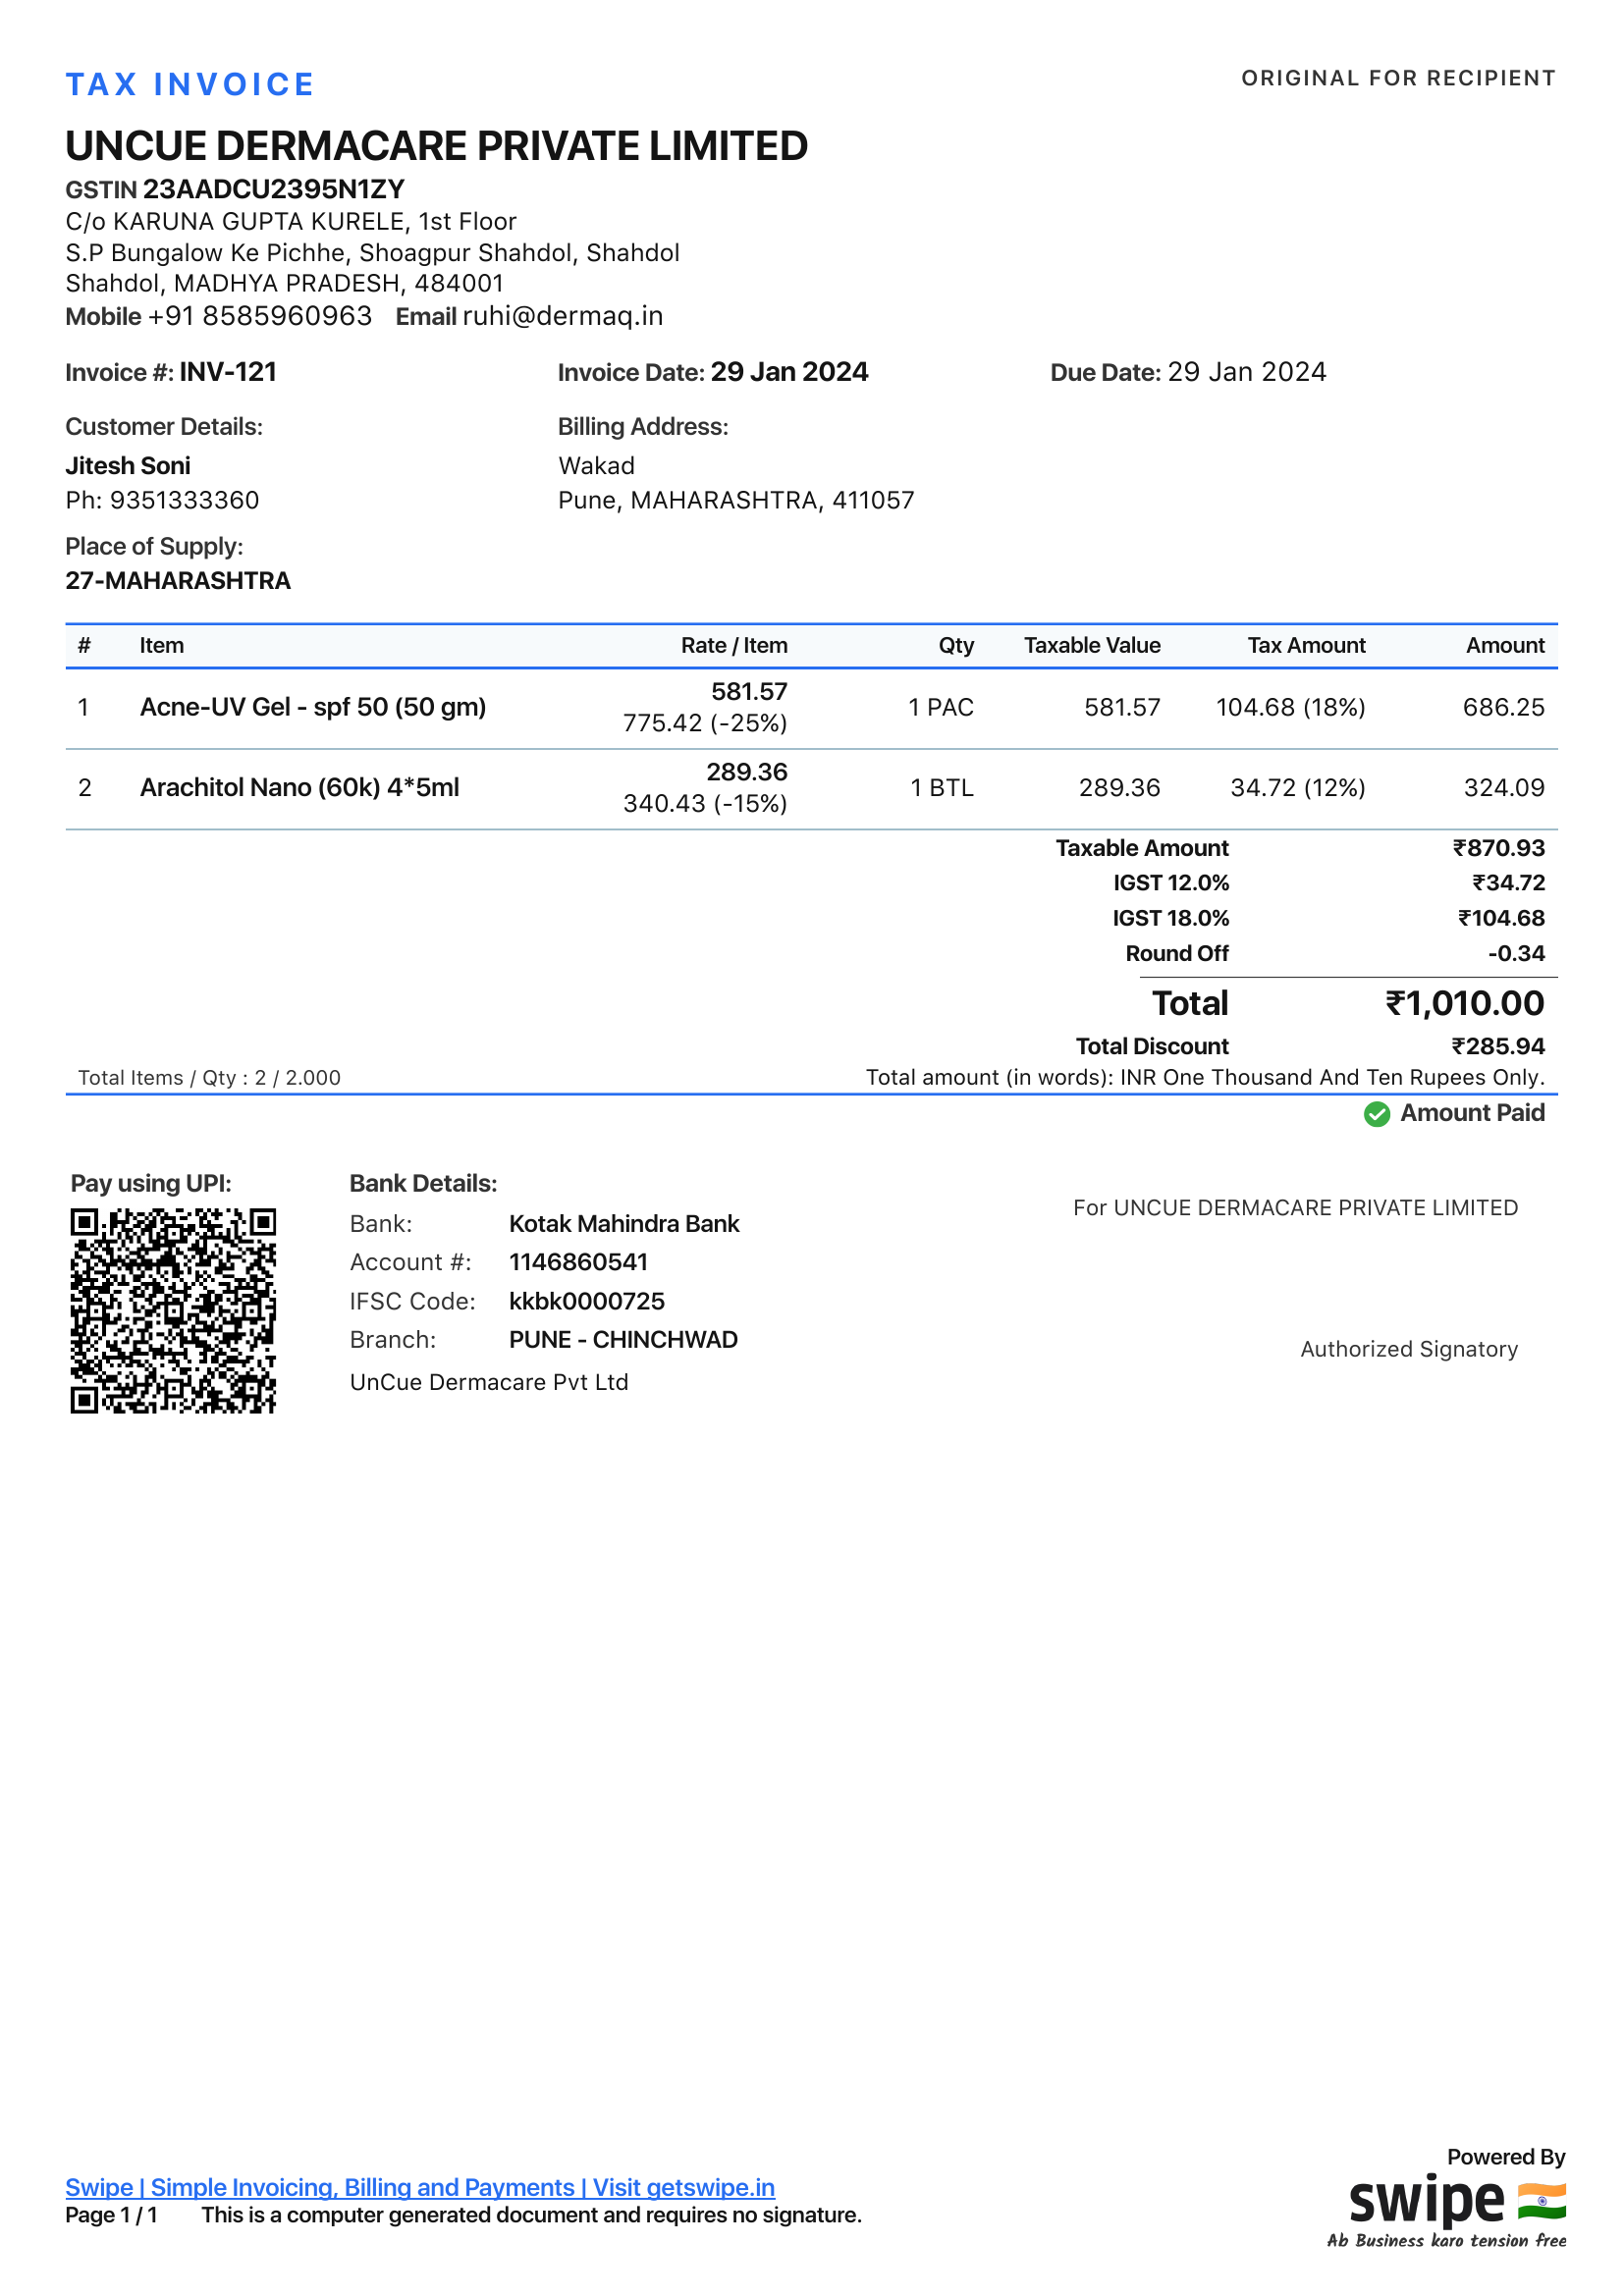 TAX INVOICE
ORIGINAL FOR RECIPIENT
UNCUE DERMACARE PRIVATE LIMITED
GSTIN 23AADCU2395N1ZY
C/o KARUNA GUPTA KURELE, 1st Floor
S.P Bungalow Ke Pichhe, Shoagpur Shahdol, Shahdol
Shahdol, MADHYA PRADESH, 484001
Mobile +91 8585960963 Email ruhi@dermaq.in
Invoice #: INV-121 Invoice Date: 29 Jan 2024 Due Date: 29 Jan 2024
Customer Details:
Jitesh Soni
Ph: 9351333360
Billing Address:
Wakad
Pune, MAHARASHTRA, 411057
Place of Supply:
27-MAHARASHTRA
# Item Rate / Item Qty Taxable Value Tax Amount Amount
1 Acne-UV Gel - spf 50 (50 gm) 581.57 1 PAC 581.57 104.68 (18%) 686.25
775.42 (-25%)
2 Arachitol Nano (60k) 4*5ml 289.36 1 BTL 289.36 34.72 (12%) 324.09
340.43 (-15%)
Taxable Amount ₹870.93
IGST 12.0% ₹34.72
IGST 18.0% ₹104.68
Round Off -0.34
Total ₹1,010.00
Total Discount ₹285.94
Total Items / Qty : 2 / 2.000 Total amount (in words): INR One Thousand And Ten Rupees Only.
Amount Paid
Pay using UPI:
Bank Details:
Bank: Kotak Mahindra Bank
Account #: 1146860541
IFSC Code: kkbk0000725
Branch: PUNE - CHINCHWAD
UnCue Dermacare Pvt Ltd
For UNCUE DERMACARE PRIVATE LIMITED
Authorized Signatory
Swipe | Simple Invoicing, Billing and Payments | Visit getswipe.in
Page 1 / 1 This is a computer generated document and requires no signature.
Powered By
swipe
Ab Business karo tension free